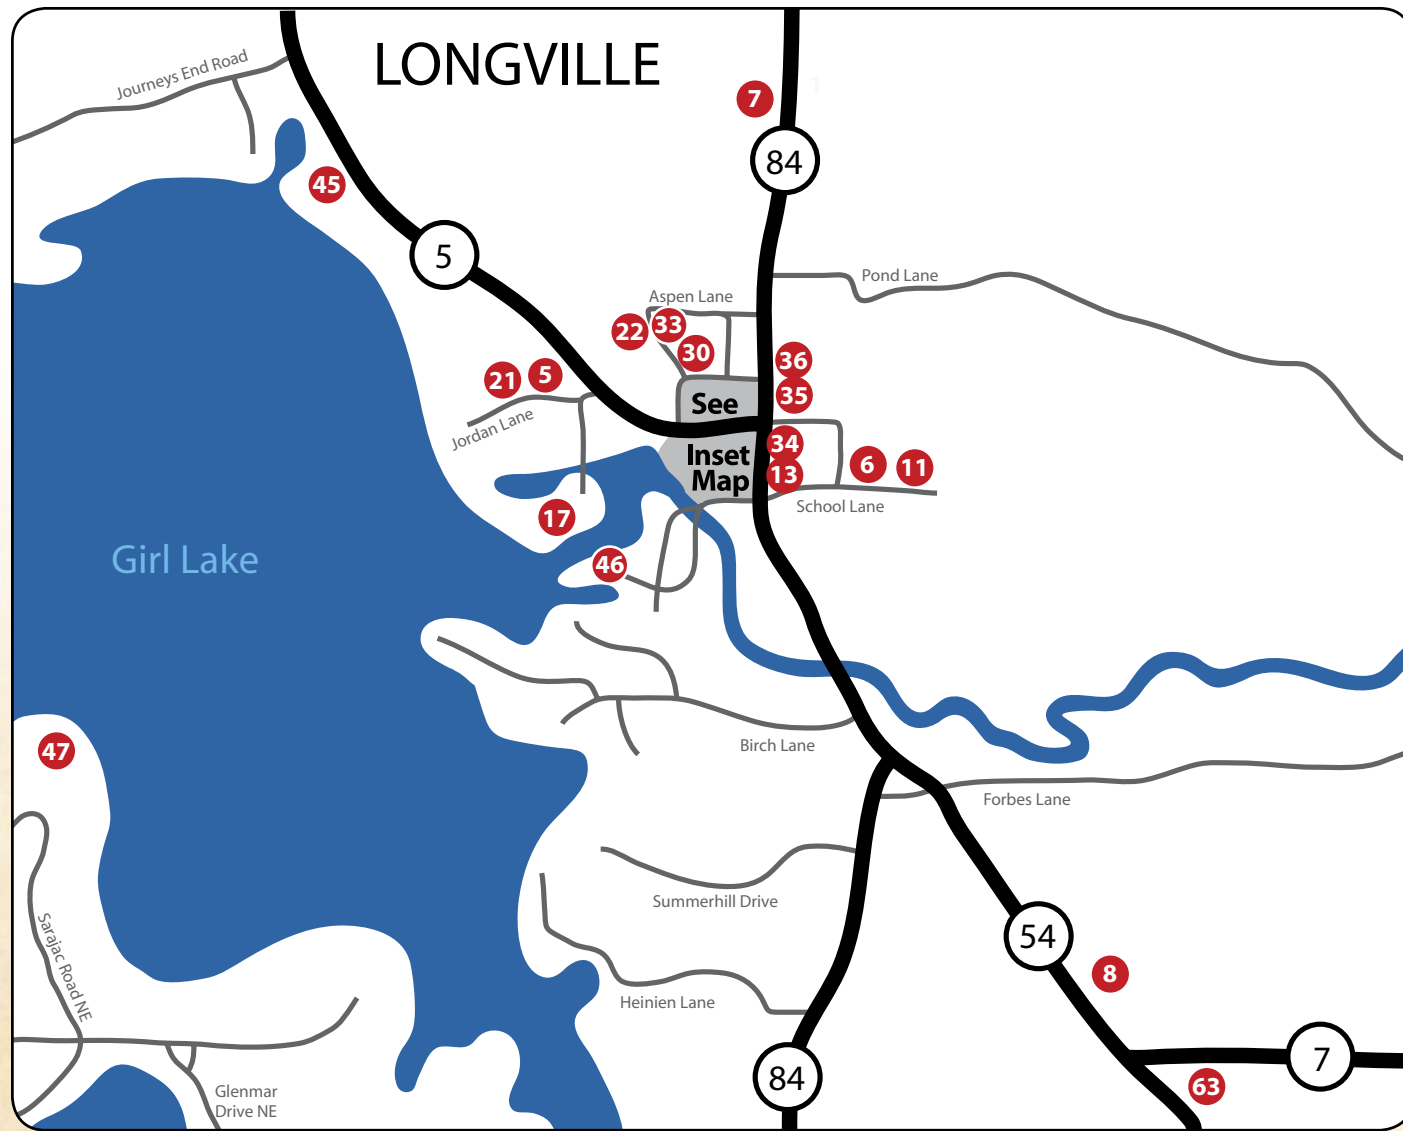 LONGVILLE
Journeys End Road
7
1
84
45
5
Pond Lane
Aspen Lane
22
33
30
36
35
21
5
See
Jordan Lane
34
Inset
Map
13
6
11
School Lane
17
46
Girl Lake
47
Birch Lane
Forbes Lane
Summerhill Drive
Sarajac Road NE
54
8
Heinien Lane
84
7
63
Glenmar
Drive NE